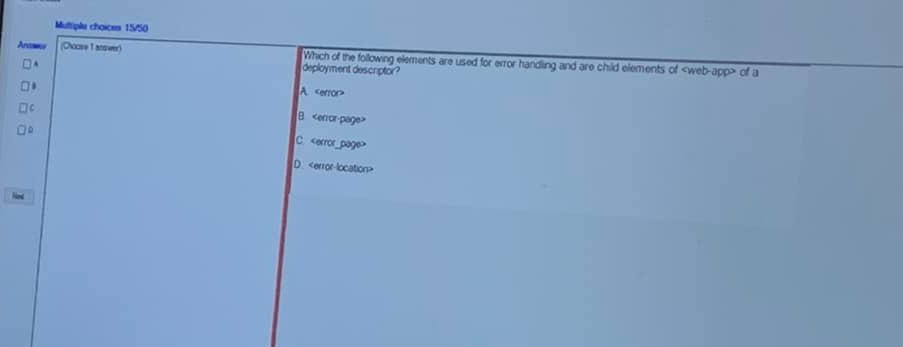 Multiple choices 15/50
Answer
(Choose 1 answer)
A
B
C
D
Next
Which of the following elements are used for error handling and are child elements of <web-app> of a
deployment descriptor?
A. <error>
B. <error-page>
C. <error_page>
D. <error-location>